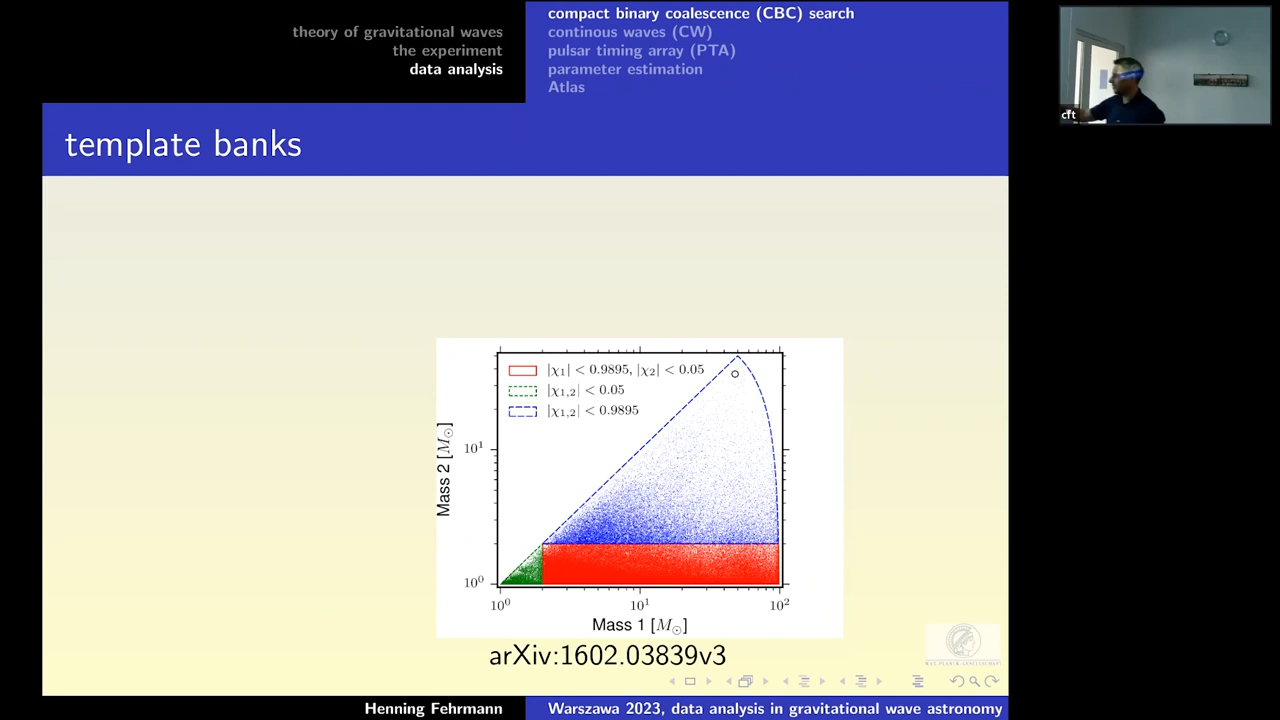 theory of gravitational waves
the experiment
data analysis
compact binary coalescence (CBC) search
continous waves (CW)
pulsar timing array (PTA)
parameter estimation
Atlas
cft
template banks
|χ₁| < 0.9895, |χ₂| < 0.05
|χ₁,₂| < 0.05
|χ₁,₂| < 0.9895
Mass 2 [M⊙]
10¹
10⁰
10⁰ 10¹ 10²
Mass 1 [M⊙]
arXiv:1602.03839v3
MAX-PLANCK-GESELLSCHAFT
Henning Fehrmann
Warszawa 2023, data analysis in gravitational wave astronomy